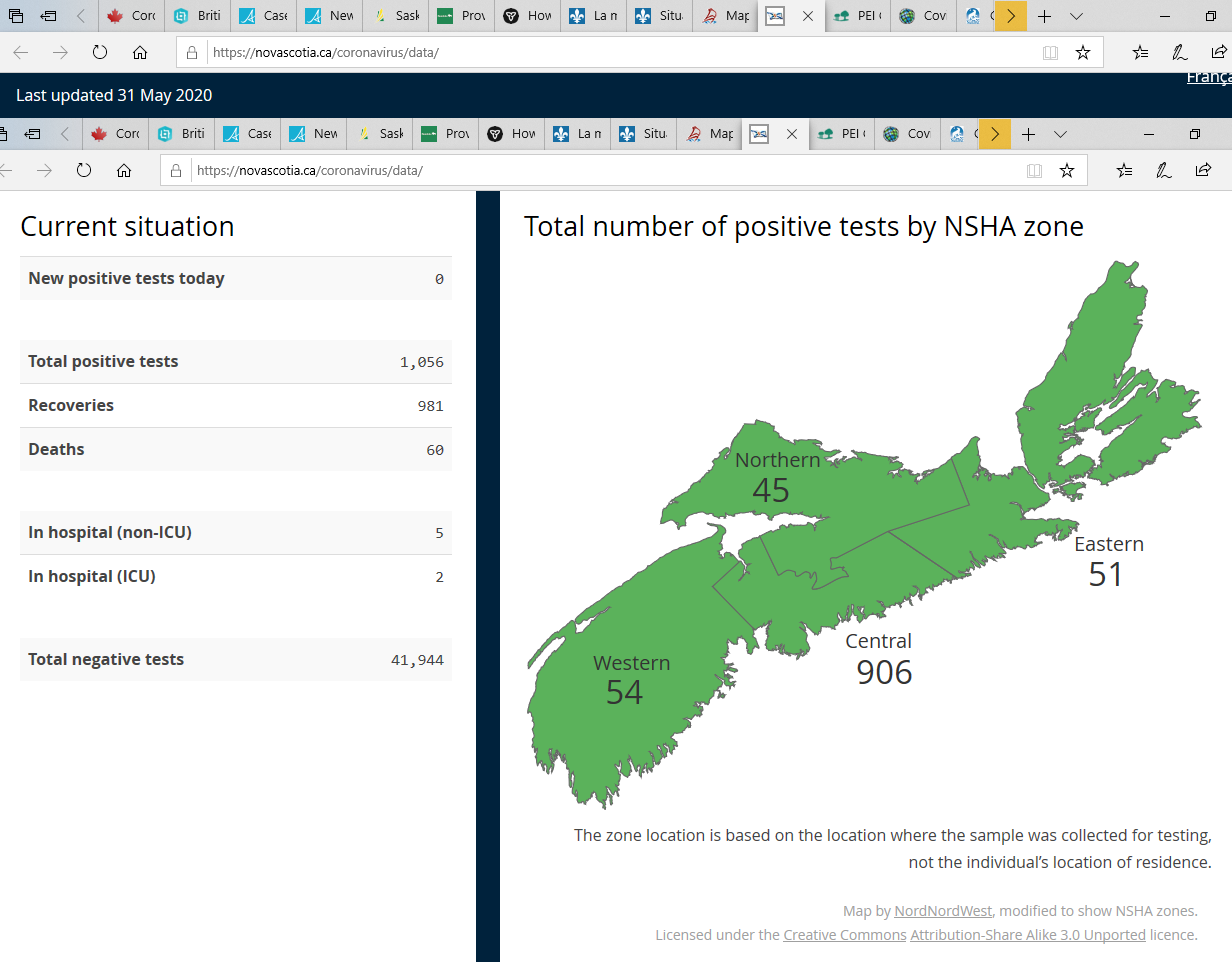 Corc
Briti
Case
New
Sask
Prov
How
La m
Situ
Map
PEI
Covi
https://novascotia.ca/coronavirus/data/
Last updated 31 May 2020
Corc
Briti
Case
New
Sask
Prov
How
La m
Situ
Map
PEI
Covi
https://novascotia.ca/coronavirus/data/
Current situation
New positive tests today 0
Total positive tests 1,056
Recoveries 981
Deaths 60
In hospital (non-ICU) 5
In hospital (ICU) 2
Total negative tests 41,944
Total number of positive tests by NSHA zone
Northern
45
Eastern
51
Central
906
Western
54
The zone location is based on the location where the sample was collected for testing,
not the individual's location of residence.
Map by NordNordWest, modified to show NSHA zones.
Licensed under the Creative Commons Attribution-Share Alike 3.0 Unported licence.